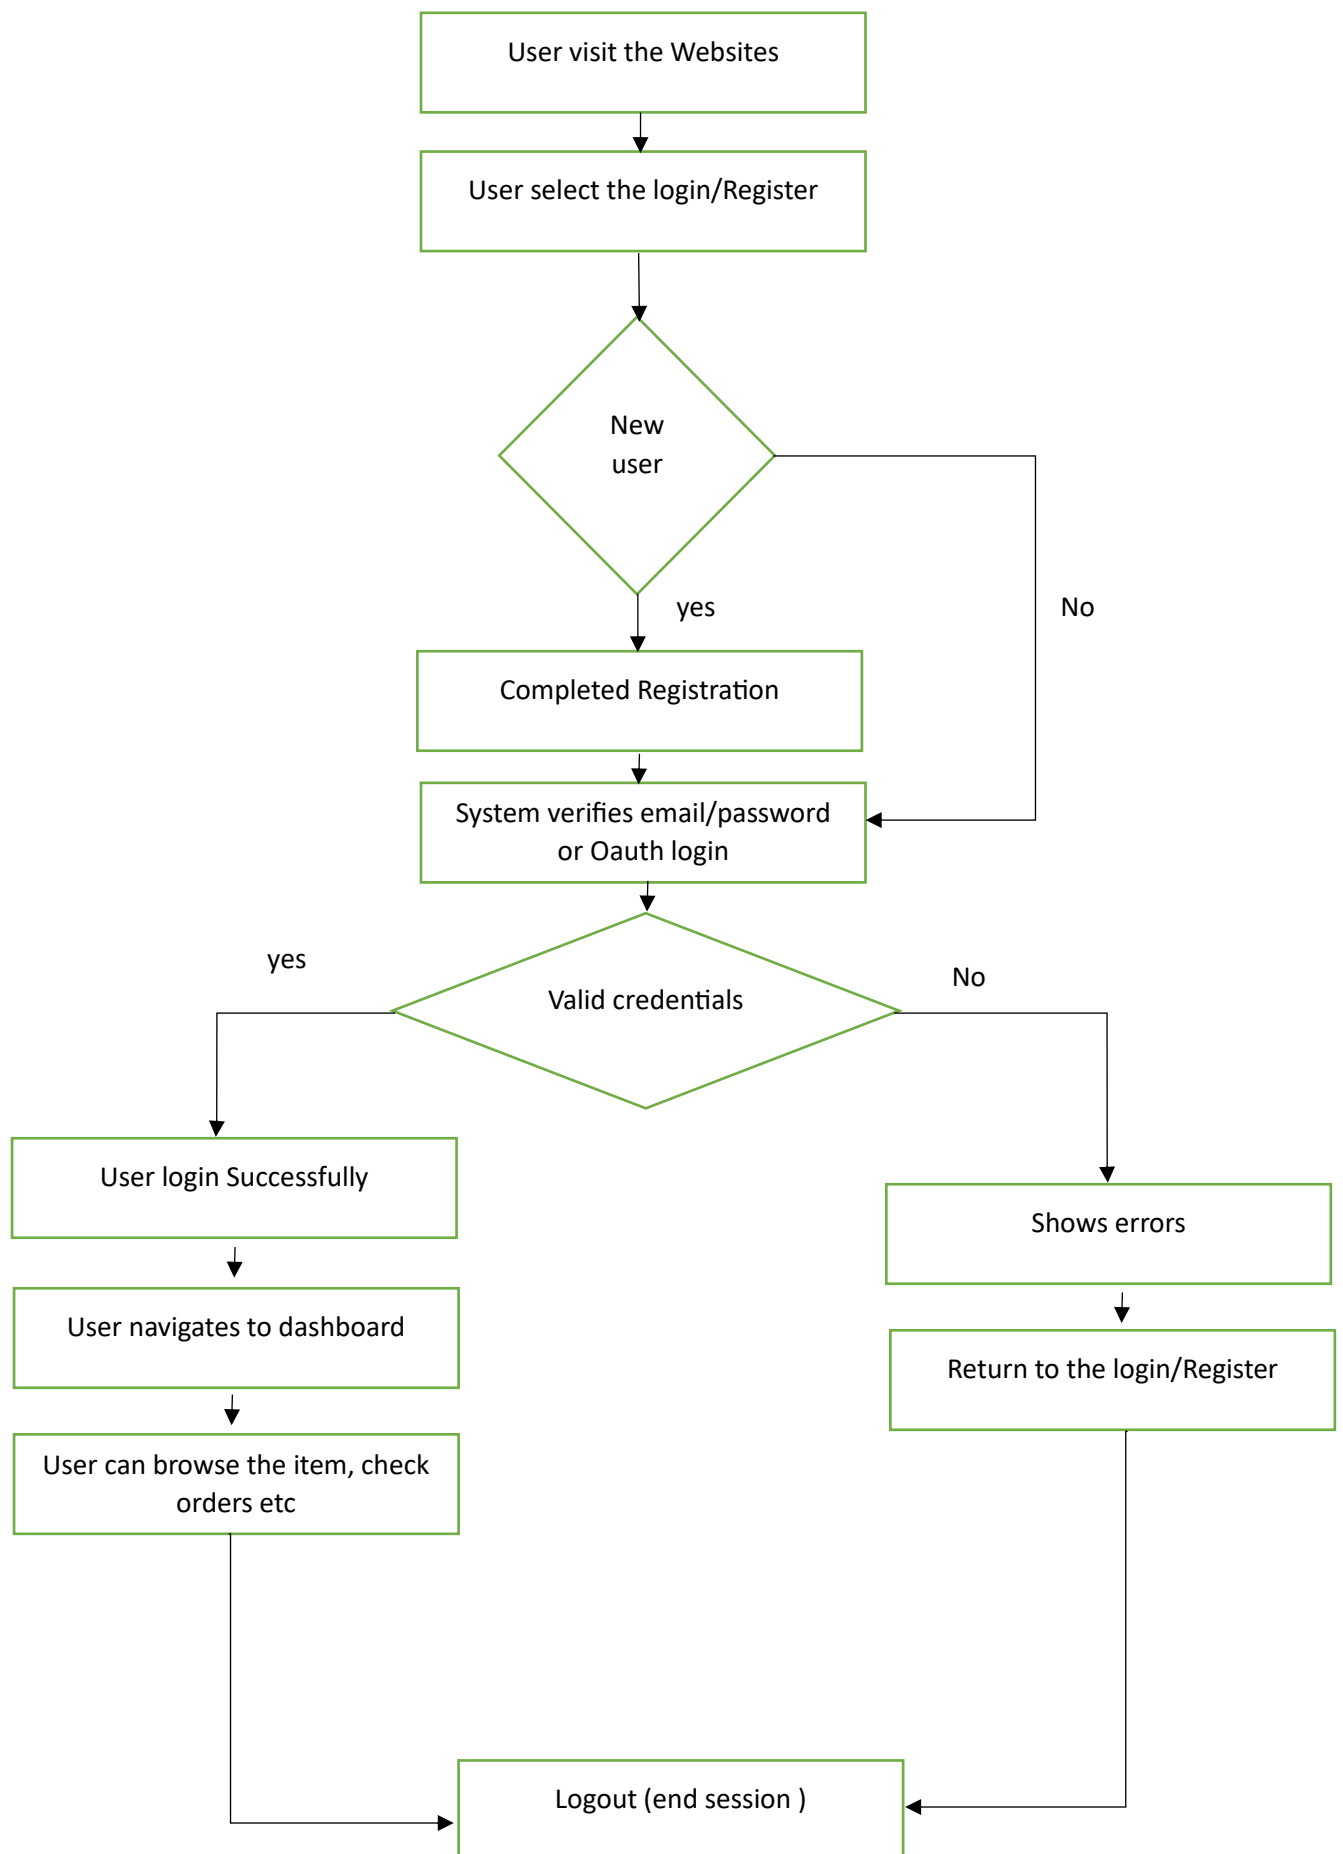 User visit the Websites
User select the login/Register
New
user
yes
No
Completed Registration
System verifies email/password
or Oauth login
yes
No
Valid credentials
User login Successfully
Shows errors
User navigates to dashboard
Return to the login/Register
User can browse the item, check
orders etc
Logout (end session )